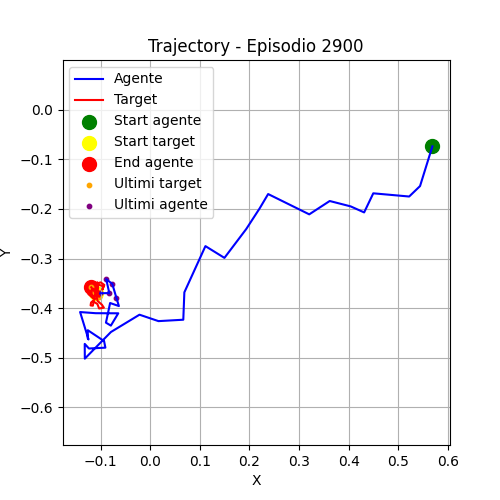 Trajectory - Episodio 2900
Agente
Target
Start agente
Start target
End agente
Ultimi target
Ultimi agente
0.0
−0.1
−0.2
−0.3
−0.4
−0.5
−0.6
Y
−0.1
0.0
0.1
0.2
0.3
0.4
0.5
0.6
X